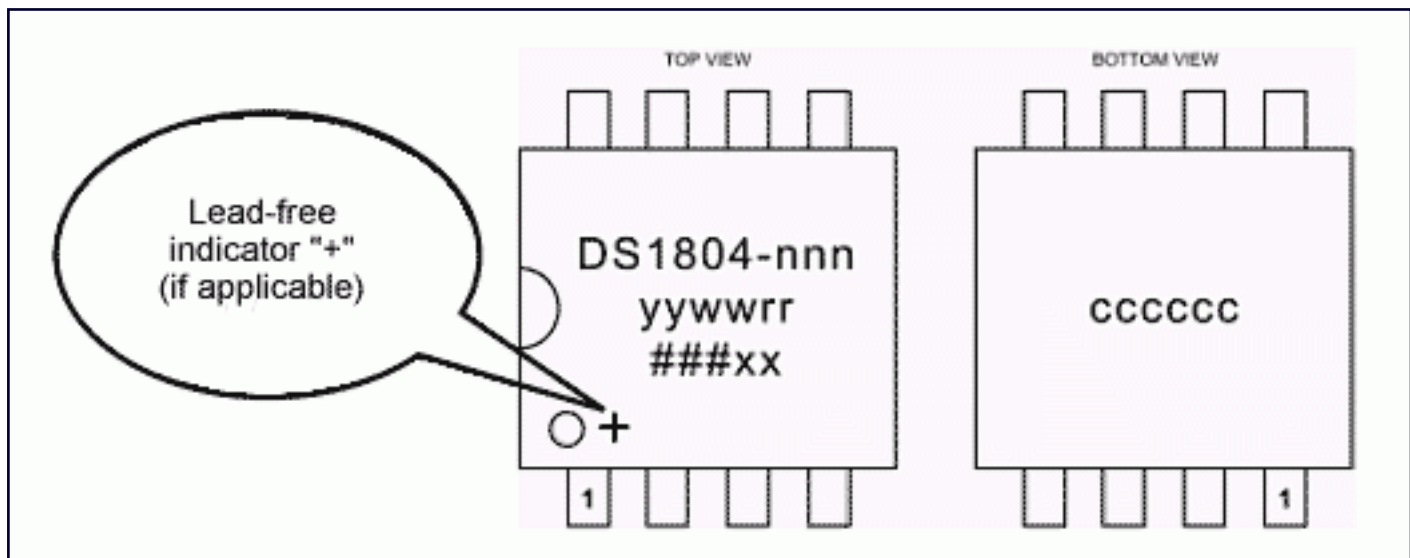 TOP VIEW
BOTTOM VIEW
Lead-free
indicator "+"
(if applicable)
DS1804-nnn
yywwrr
###xx
+
1
cccccc
1